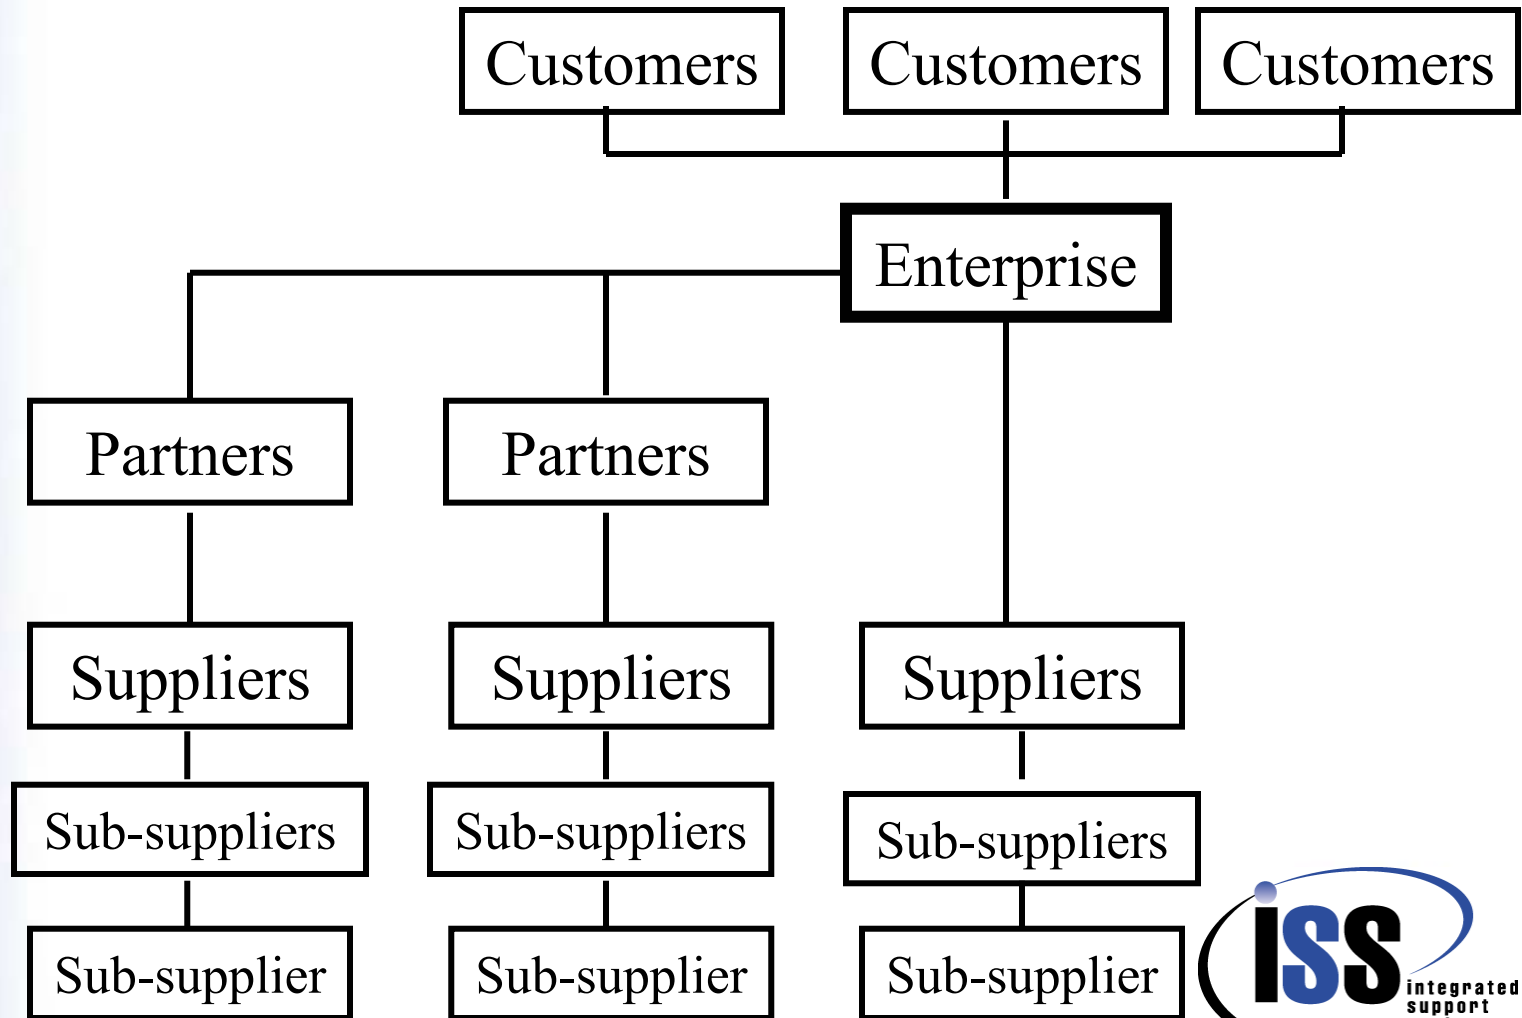 Customers Customers Customers
Enterprise
Partners Partners
Suppliers Suppliers Suppliers
Sub-suppliers Sub-suppliers Sub-suppliers
Sub-supplier Sub-supplier Sub-supplier
iss
integrated
support